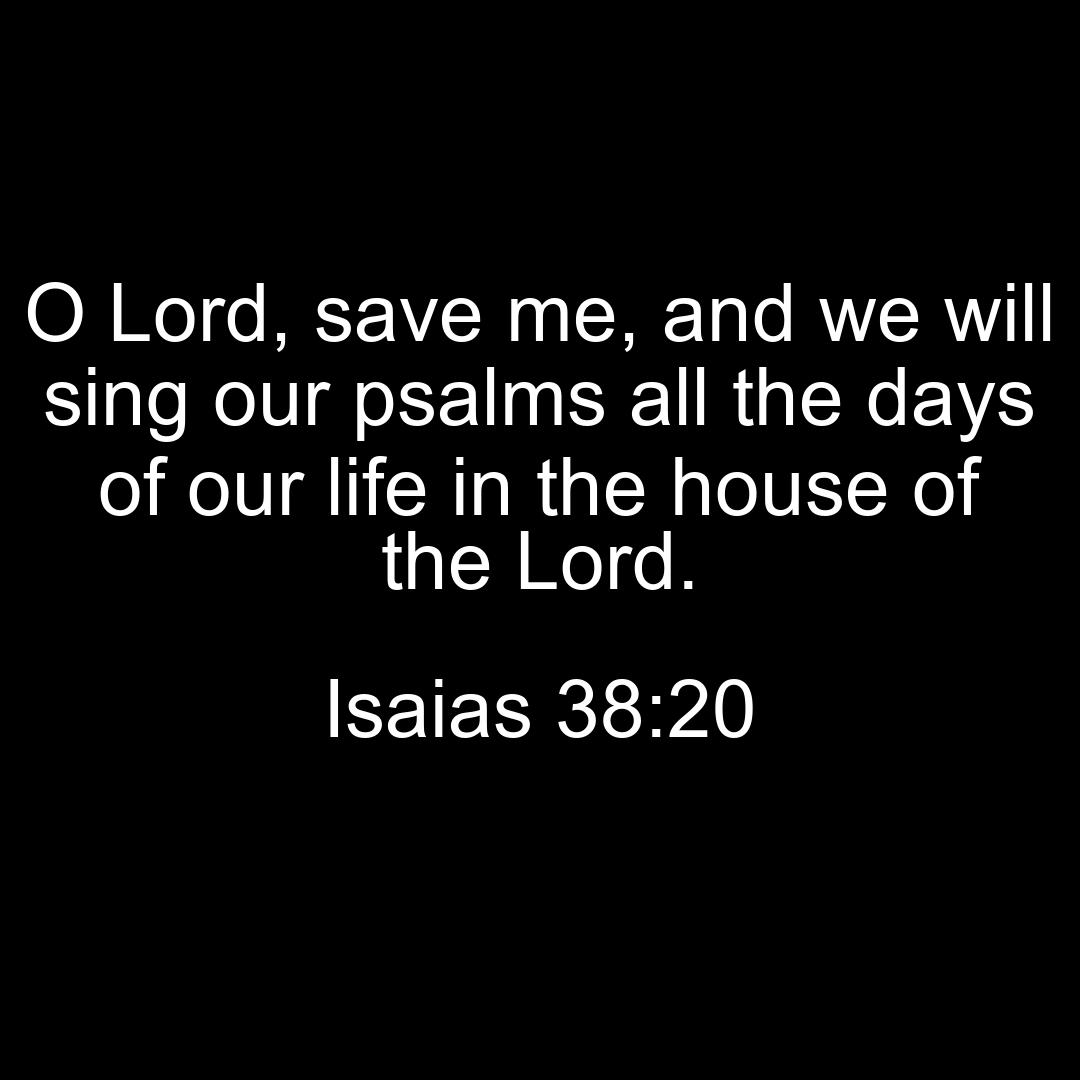 O Lord, save me, and we will
sing our psalms all the days
of our life in the house of
the Lord.
Isaias 38:20